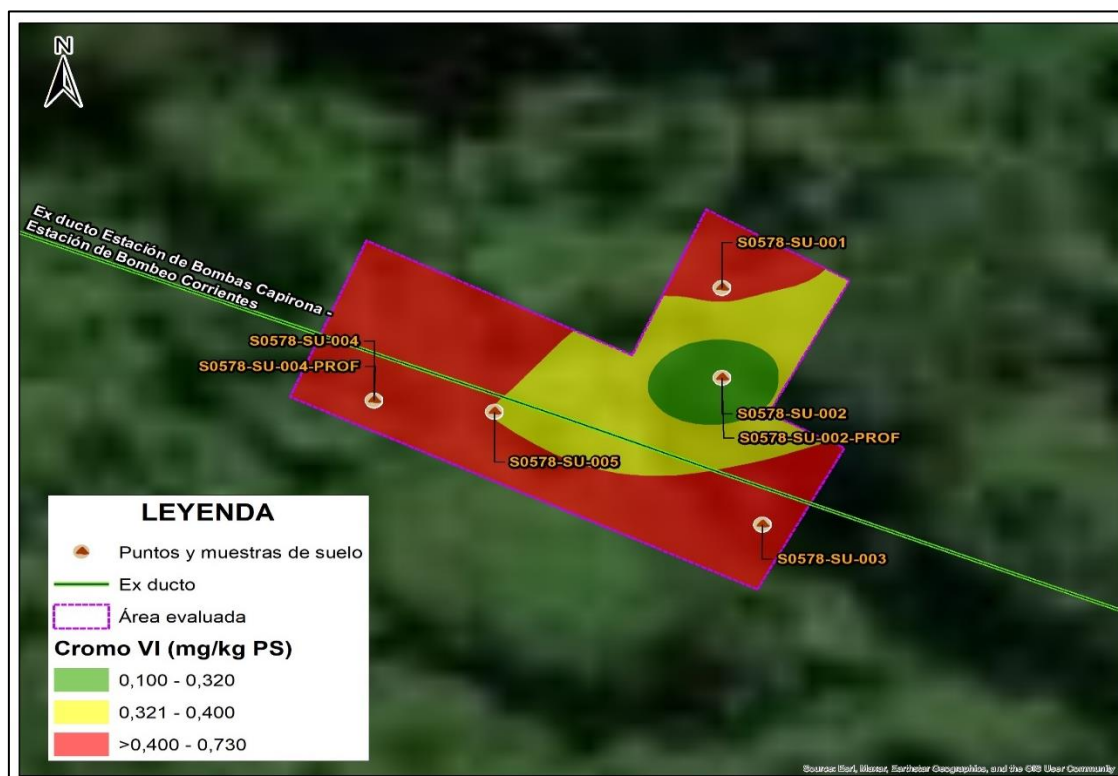 N
Ex ducto Estación de Bombas Capirona -
Estación de Bombeo Corrientes
S0578-SU-001
S0578-SU-004
S0578-SU-004-PROF
S0578-SU-002
S0578-SU-002-PROF
S0578-SU-005
S0578-SU-003
LEYENDA
Puntos y muestras de suelo
Ex ducto
Área evaluada
Cromo VI (mg/kg PS)
0,100 - 0,320
0,321 - 0,400
>0,400 - 0,730
Source: Esri, Maxar, Earthstar Geographics, and the GIS User Community